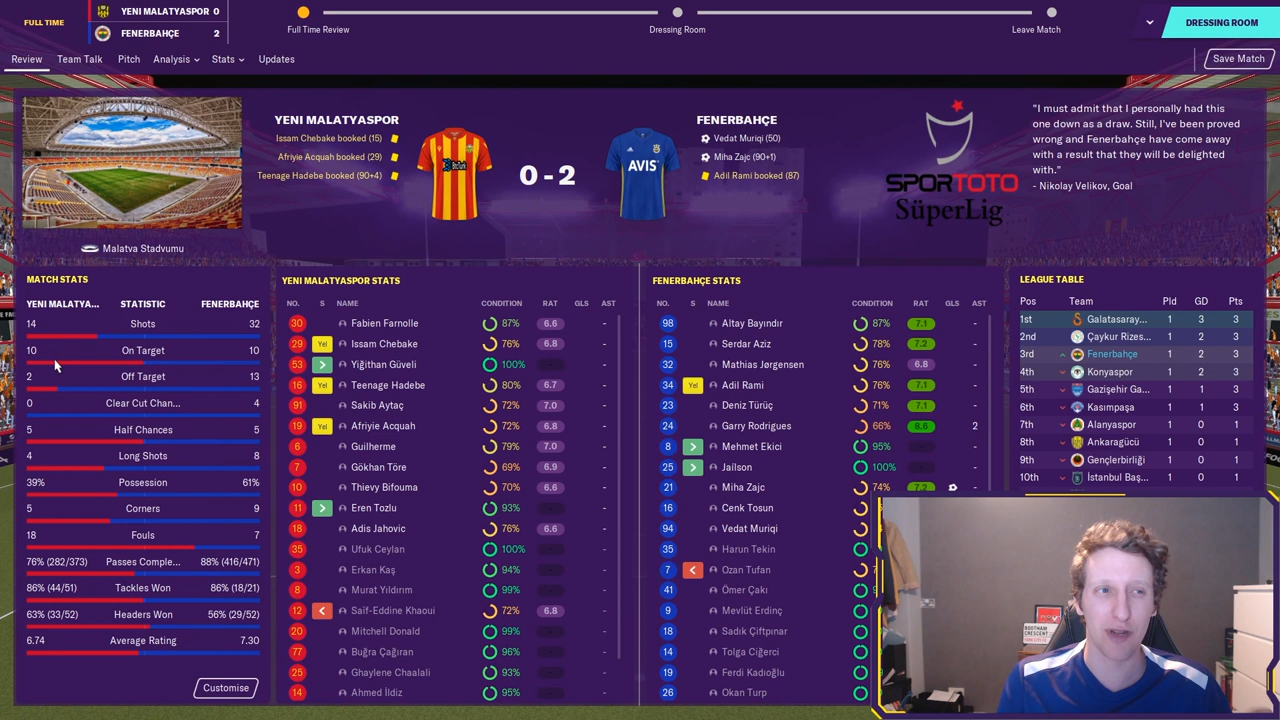 FULL TIME
YENI MALATYASPOR 0
FENERBAHÇE 2
Full Time Review
Dressing Room
Leave Match
DRESSING ROOM
Review Team Talk Pitch Analysis Stats Updates
Save Match
YENI MALATYASPOR
Issam Chebake booked (15)
Afriyie Acquah booked (29)
Teenage Hadebe booked (90+4)
0 - 2
AVIS
FENERBAHÇE
Vedat Muriqi (50)
Miha Zajc (90+1)
Adil Rami booked (87)
SPORTOTO
SüperLig
"I must admit that I personally had this
one down as a draw. Still, I've been proved
wrong and Fenerbahçe have come away
with a result that they will be delighted
with."
- Nikolay Velikov, Goal
Malatya Stadyumu
MATCH STATS
YENI MALATYA... STATISTIC FENERBAHÇE
14 Shots 32
10 On Target 10
2 Off Target 13
0 Clear Cut Chan... 4
5 Half Chances 5
4 Long Shots 8
39% Possession 61%
5 Corners 9
18 Fouls 7
76% (282/373) Passes Comple... 88% (416/471)
86% (44/51) Tackles Won 86% (18/21)
63% (33/52) Headers Won 56% (29/52)
6.74 Average Rating 7.30
Customise
YENI MALATYASPOR STATS
NO. S NAME CONDITION RAT GLS AST
30 Fabien Farnolle 87% 6.6 -
29 Yel Issam Chebake 76% 6.8 -
53 Yiğithan Güveli 100% - -
16 Yel Teenage Hadebe 80% 6.7 -
91 Sakib Aytaç 72% 7.0 -
19 Yel Afriyie Acquah 72% 6.8 -
6 Guilherme 79% 7.0 -
7 Gökhan Töre 69% 6.9 -
10 Thievy Bifouma 70% 6.6 -
11 Eren Tozlu 93% - -
18 Adis Jahovic 76% 6.6 -
35 Ufuk Ceylan 100% - -
3 Erkan Kaş 94% - -
8 Murat Yıldırım 99% - -
12 Saîf-Eddine Khaoui 72% 6.8 -
20 Mitchell Donald 99% - -
77 Buğra Çağıran 96% - -
25 Ghaylene Chaalali 93% - -
14 Ahmed İldiz 95% - -
FENERBAHÇE STATS
NO. S NAME CONDITION RAT GLS AST
98 Altay Bayındır 87% 7.1 -
15 Serdar Aziz 78% 7.2 -
32 Mathias Jørgensen 76% 6.8 -
34 Yel Adil Rami 76% 7.1 -
23 Deniz Türüç 71% 7.1 -
24 Garry Rodrigues 66% 8.6 2
8 Mehmet Ekici 95% - -
25 Jaílson 100% - -
21 Miha Zajc 74% 7.2 -
16 Cenk Tosun
94 Vedat Muriqi
35 Harun Tekin
7 Ozan Tufan
41 Ömer Çakı
9 Mevlüt Erdinç
18 Sadık Çiftpınar
14 Tolga Ciğerci
19 Ferdi Kadıoğlu
26 Okan Turp
LEAGUE TABLE
Pos Team Pld GD Pts
1st Galatasaray... 1 3 3
2nd Çaykur Rizes... 1 2 3
3rd Fenerbahçe 1 2 3
4th Konyaspor 1 2 3
5th Gazişehir Ga... 1 1 3
6th Kasımpaşa 1 1 3
7th Alanyaspor 1 0 1
8th Ankaragücü 1 0 1
9th Gençlerbirliği 1 0 1
10th İstanbul Baş... 1 0 1
BOOTHAM
CRESCENT